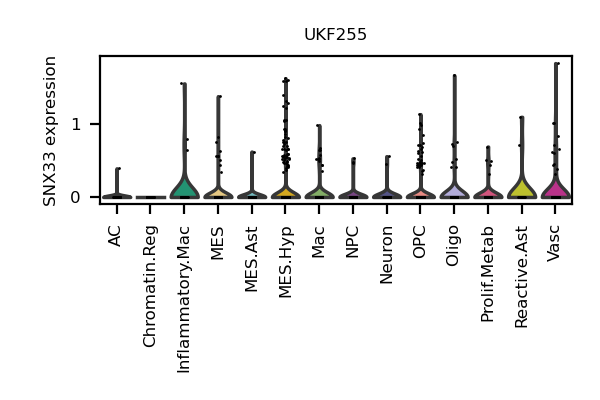 UKF255
SNX33 expression
1
0
AC
Chromatin.Reg
Inflammatory.Mac
MES
MES.Ast
MES.Hyp
Mac
NPC
Neuron
OPC
Oligo
Prolif.Metab
Reactive.Ast
Vasc